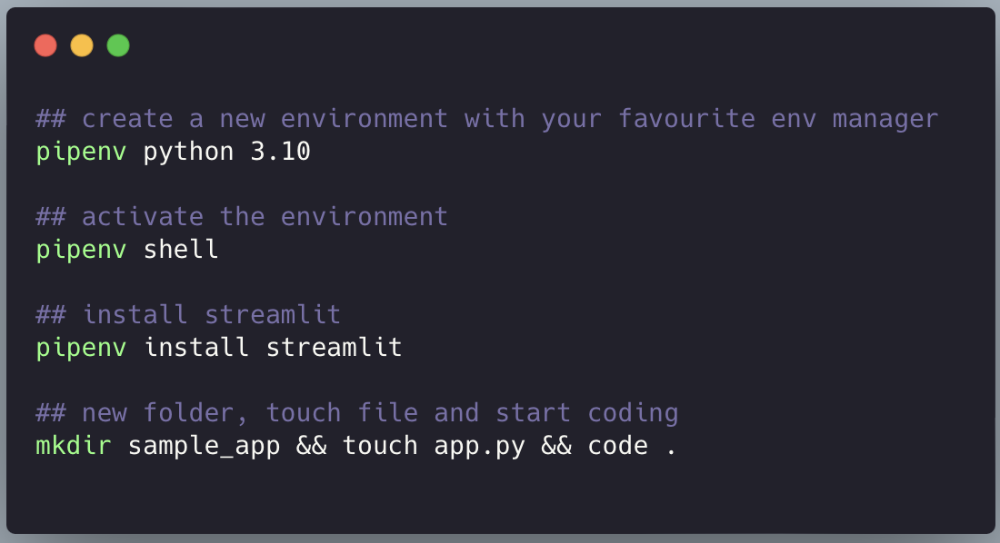 ## create a new environment with your favourite env manager
pipenv python 3.10
## activate the environment
pipenv shell
## install streamlit
pipenv install streamlit
## new folder, touch file and start coding
mkdir sample_app && touch app.py && code .